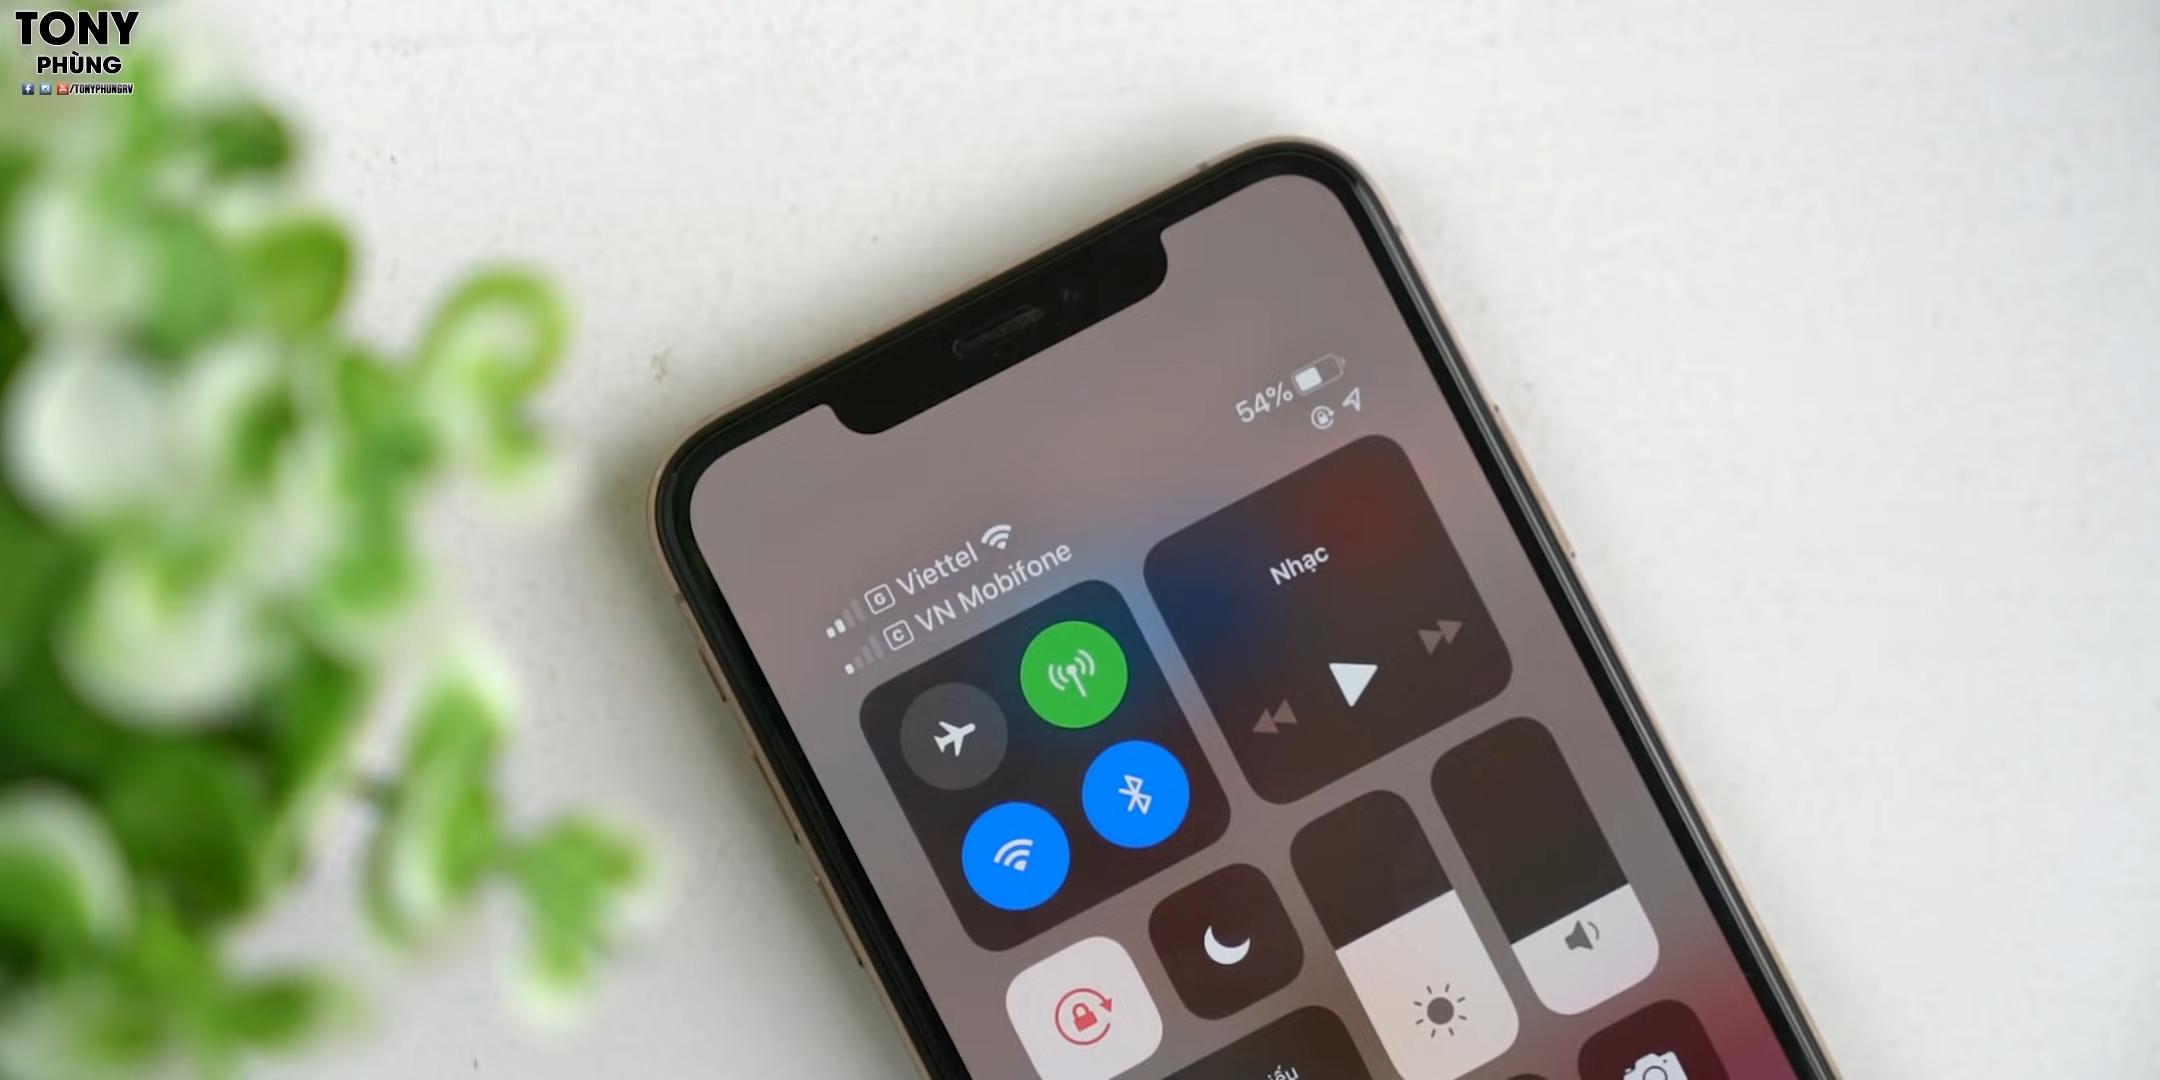 TONY
PHÙNG
/TONYPHUNGRV
54%
G Viettel
C VN Mobifone
Nhạc